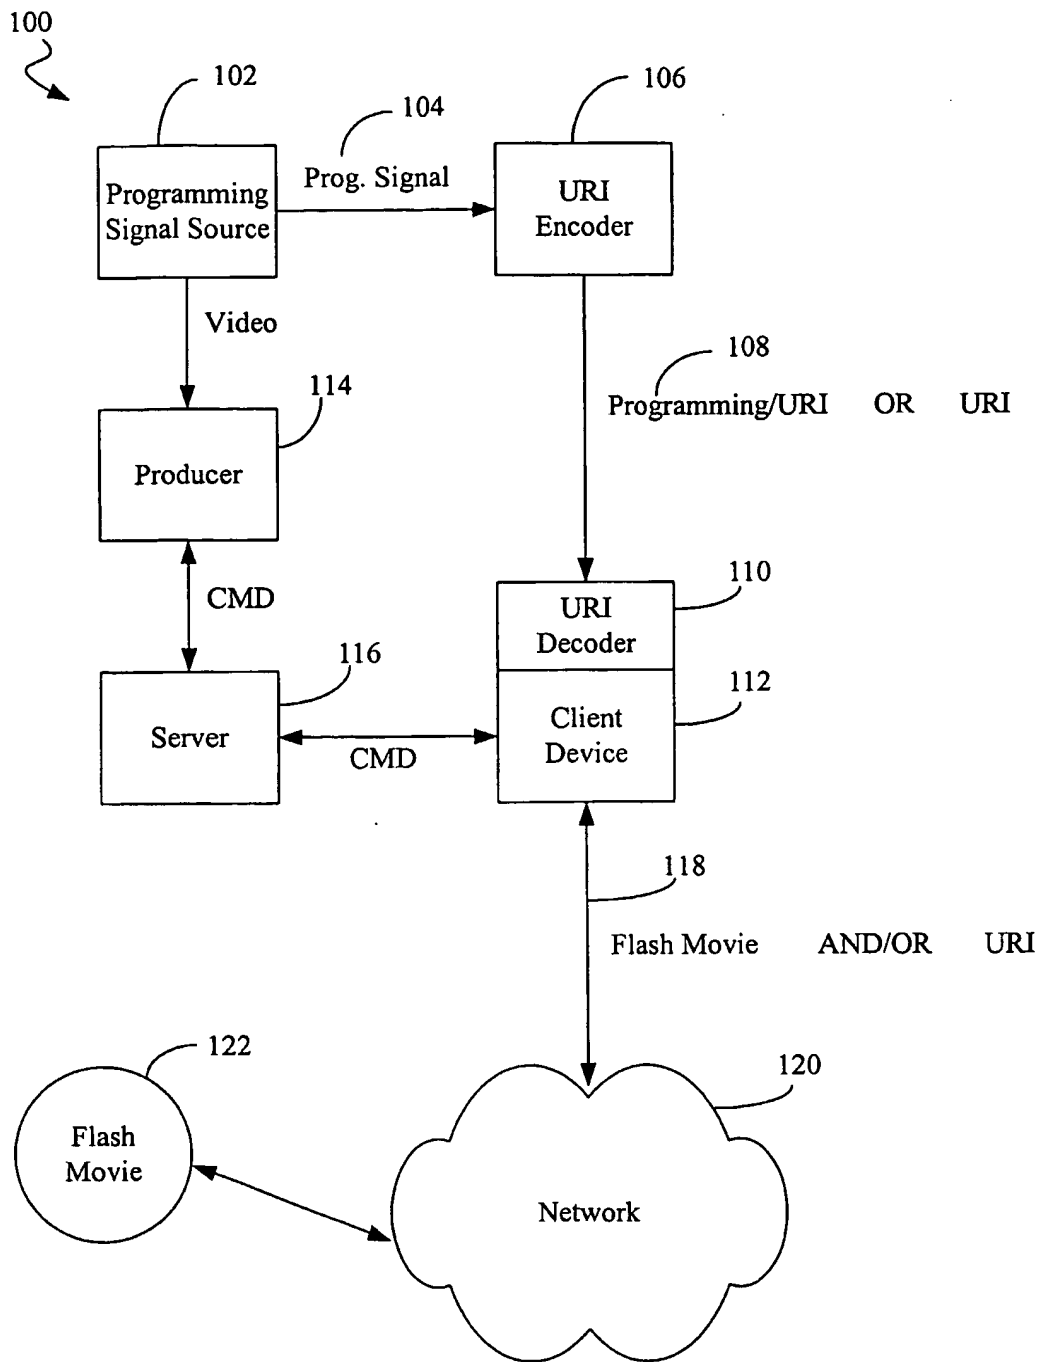 100
102
104
106
Programming
Signal Source
Prog. Signal
URI
Encoder
Video
108
Programming/URI OR URI
114
Producer
CMD
110
URI
Decoder
116
Server
CMD
112
Client
Device
118
Flash Movie AND/OR URI
122
Flash
Movie
120
Network